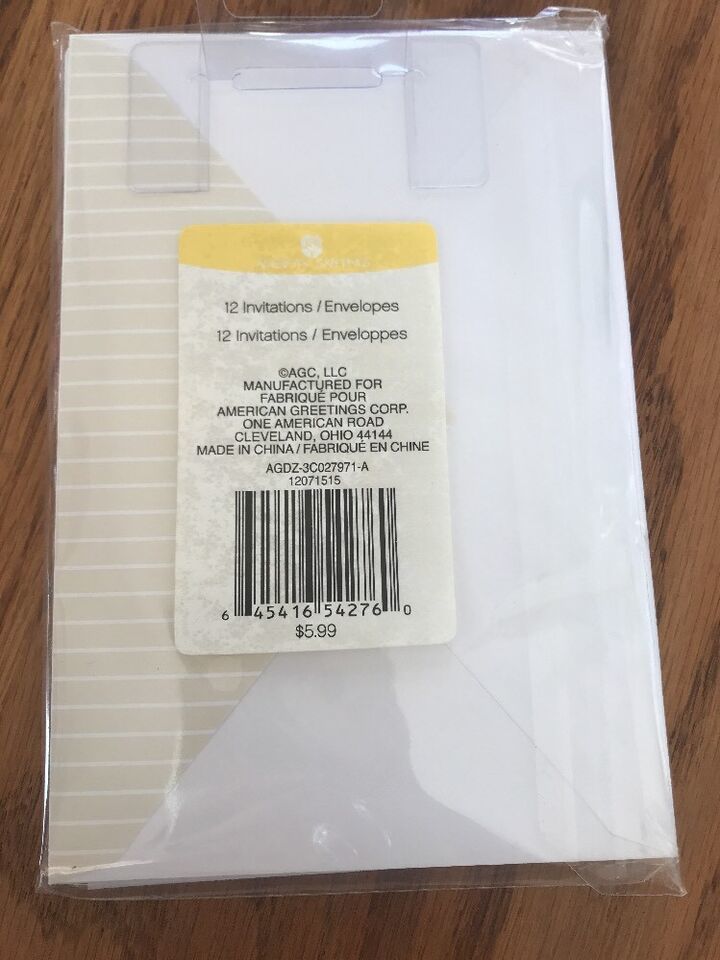 12 Invitations / Envelopes
12 Invitations / Enveloppes
©AGC, LLC
MANUFACTURED FOR
FABRIQUÉ POUR
AMERICAN GREETINGS CORP.
ONE AMERICAN ROAD
CLEVELAND, OHIO 44144
MADE IN CHINA / FABRIQUÉ EN CHINE
AGDZ-3C027971-A
12071515
6 45416 54276 0
$5.99